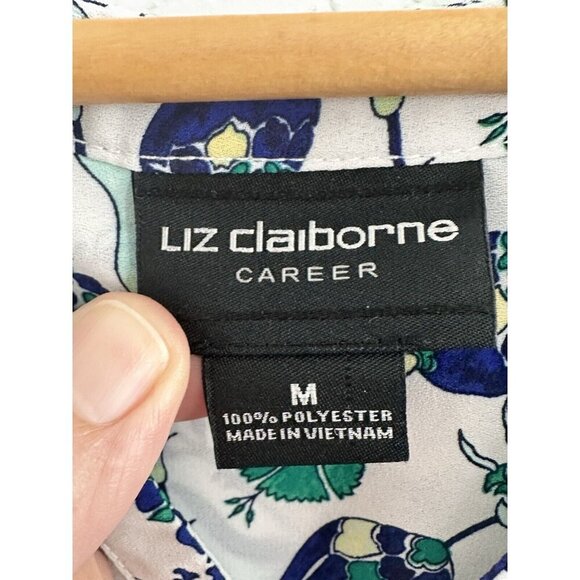 Liz claiborne
CAREER
M
100% POLYESTER
MADE IN VIETNAM